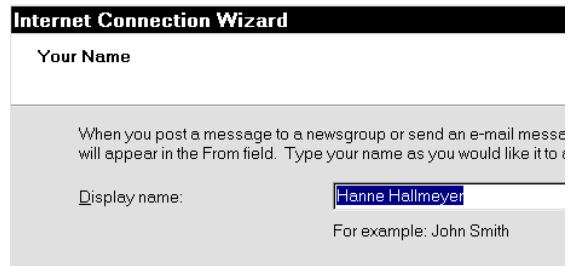 Internet Connection Wizard
Your Name
When you post a message to a newsgroup or send an e-mail
will appear in the From field. Type your name as you would like it to
Display name:
Hanne Hallmeyer
For example: John Smith